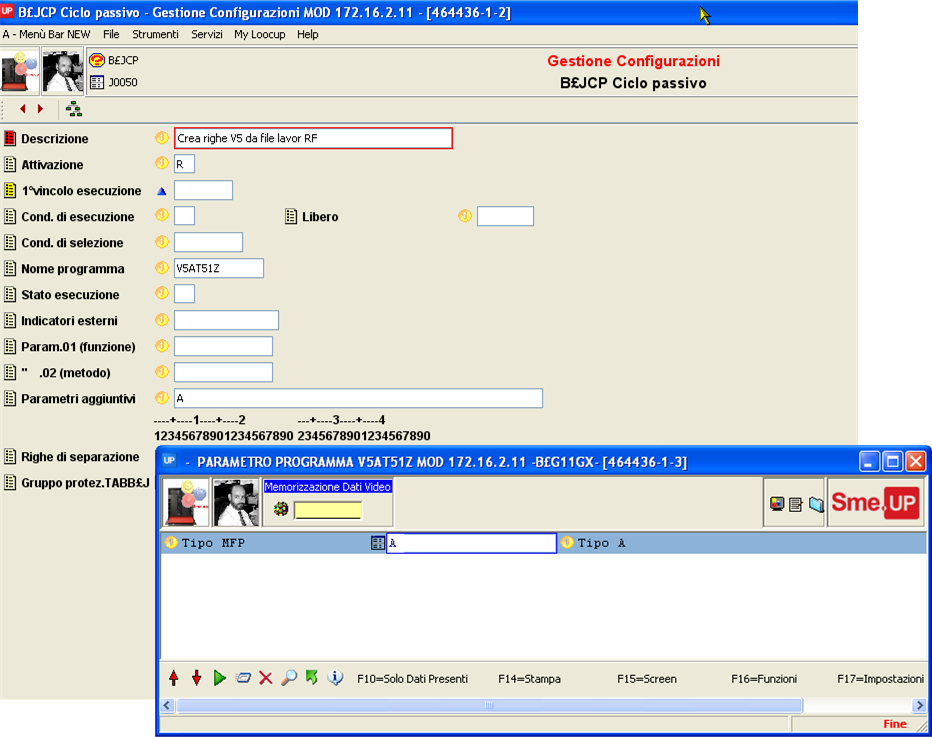 UP B£JCP Ciclo passivo - Gestione Configurazioni MOD 172.16.2.11 - [464436-1-2]
A - Menù Bar NEW File Strumenti Servizi My Loocup Help
B£JCP
J0050
Gestione Configurazioni
B£JCP Ciclo passivo
Descrizione Crea righe V5 da file lavor RF
Attivazione R
1°vincolo esecuzione
Cond. di esecuzione Libero
Cond. di selezione
Nome programma V5AT51Z
Stato esecuzione
Indicatori esterni
Param.01 (funzione)
" .02 (metodo)
Parametri aggiuntivi A
----+----1----+----2 ---+----3----+----4
12345678901234567890 2345678901234567890
Righe di separazione
Gruppo protez.TABB£J
UP - PARAMETRO PROGRAMMA V5AT51Z MOD 172.16.2.11 -B£G11GX- [464436-1-3]
Memorizzazione Dati Video
Sme.UP
Tipo MFP A Tipo A
F10=Solo Dati Presenti F14=Stampa F15=Screen F16=Funzioni F17=Impostazioni
Fine